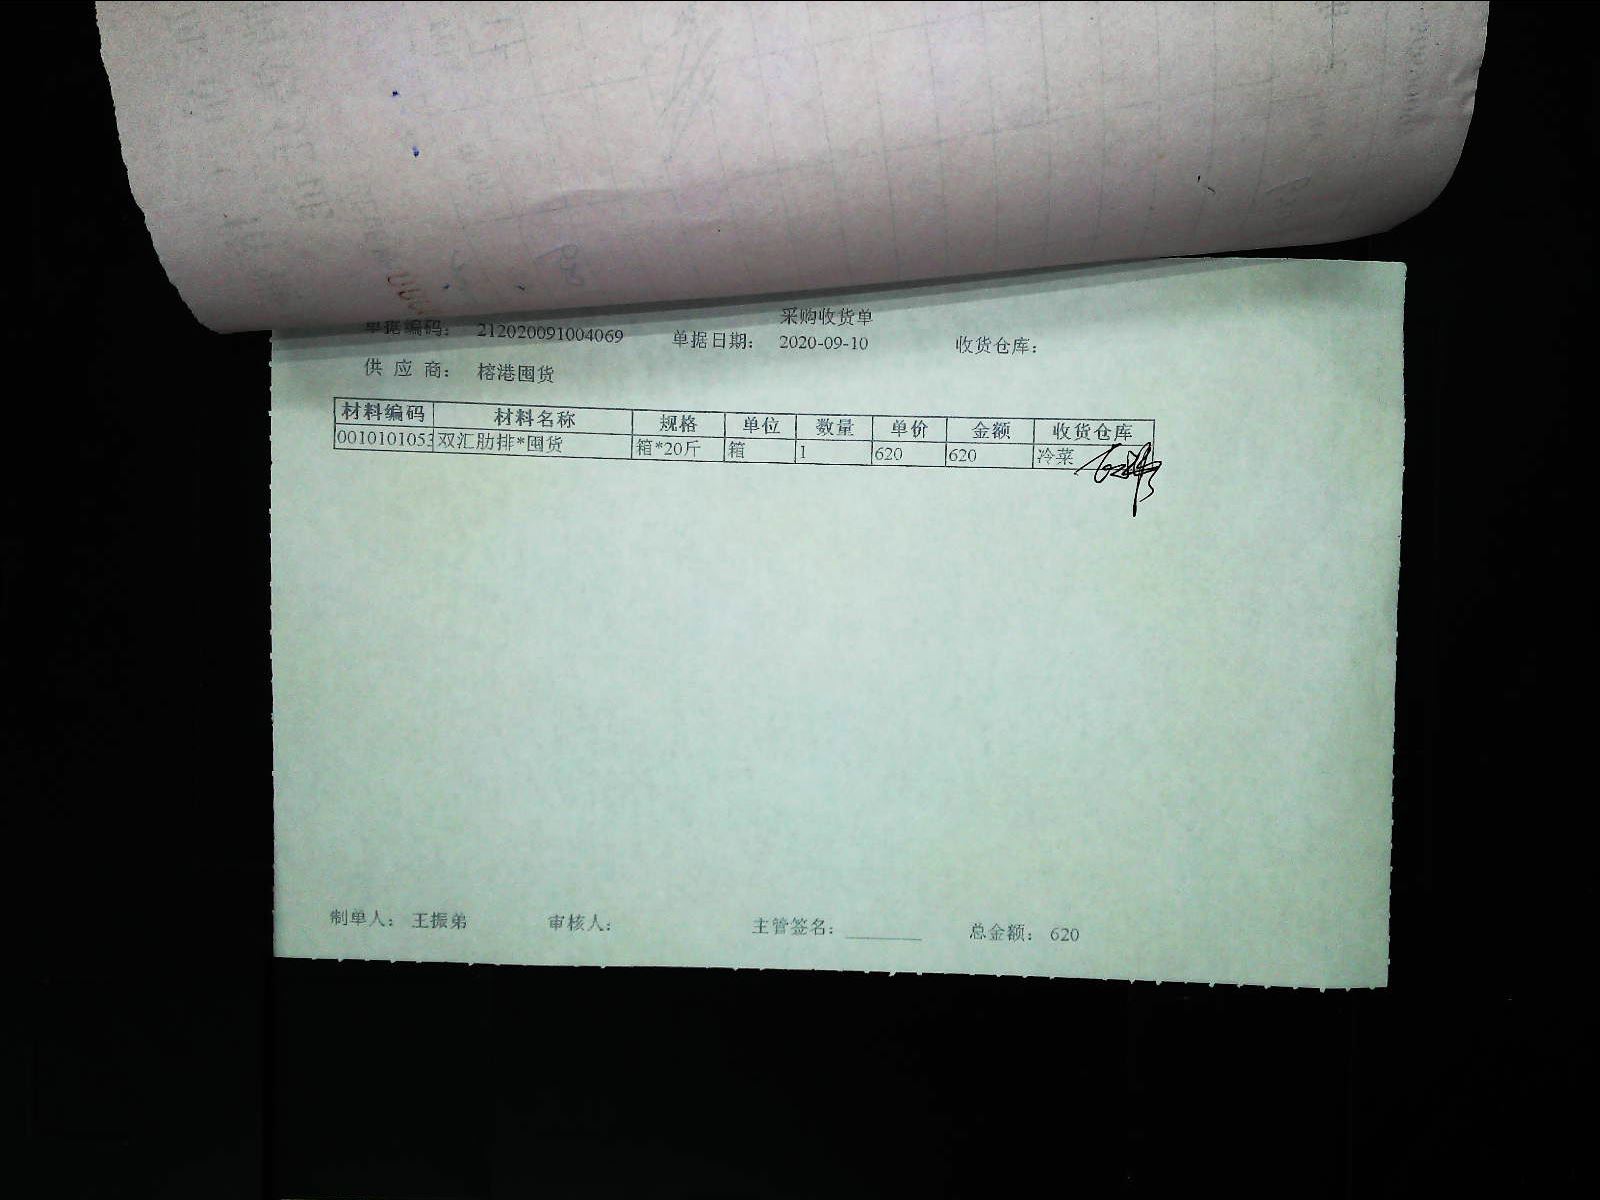 采购收货单
单据编码： 212020091004069 单据日期： 2020-09-10 收货仓库：
供 应 商： 榕港囤货
材料编码 材料名称 规格 单位 数量 单价 金额 收货仓库
0010101053 双汇肋排*囤货 箱*20斤 箱 1 620 620 冷菜
制单人： 王振弟 审核人： 主管签名： ________ 总金额： 620